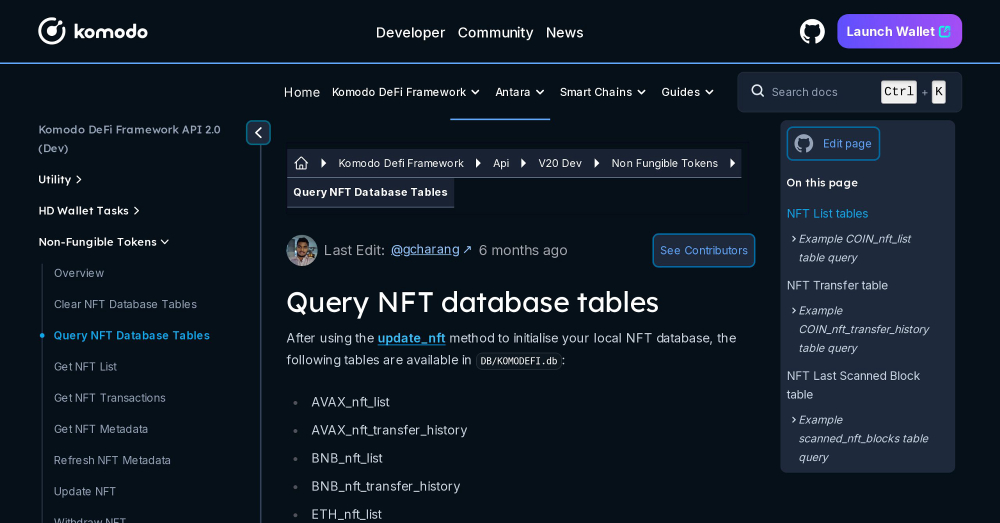 komodo
Developer Community News
Launch Wallet
Home Komodo DeFi Framework Antara Smart Chains Guides
Search docs Ctrl + K
Komodo DeFi Framework API 2.0
(Dev)
Utility
HD Wallet Tasks
Non-Fungible Tokens
Overview
Clear NFT Database Tables
Query NFT Database Tables
Get NFT List
Get NFT Transactions
Get NFT Metadata
Refresh NFT Metadata
Update NFT
Withdraw NFT
Komodo Defi Framework Api V20 Dev Non Fungible Tokens
Query NFT Database Tables
Last Edit: @gcharang ↗ 6 months ago
See Contributors
Query NFT database tables
After using the update_nft method to initialise your local NFT database, the
following tables are available in DB/KOMODEFI.db:
AVAX_nft_list
AVAX_nft_transfer_history
BNB_nft_list
BNB_nft_transfer_history
ETH_nft_list
Edit page
On this page
NFT List tables
Example COIN_nft_list
table query
NFT Transfer table
Example
COIN_nft_transfer_history
table query
NFT Last Scanned Block
table
Example
scanned_nft_blocks table
query